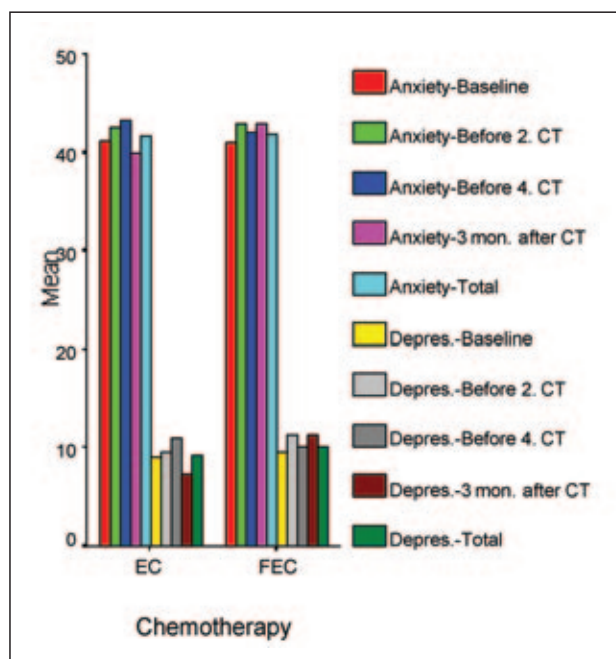 50
40
30
20
10
0
Mean
EC
FEC
Chemotherapy
Anxiety-Baseline
Anxiety-Before 2. CT
Anxiety-Before 4. CT
Anxiety-3 mon. after CT
Anxiety-Total
Depres.-Baseline
Depres.-Before 2. CT
Depres.-Before 4. CT
Depres.-3 mon. after CT
Depres.-Total